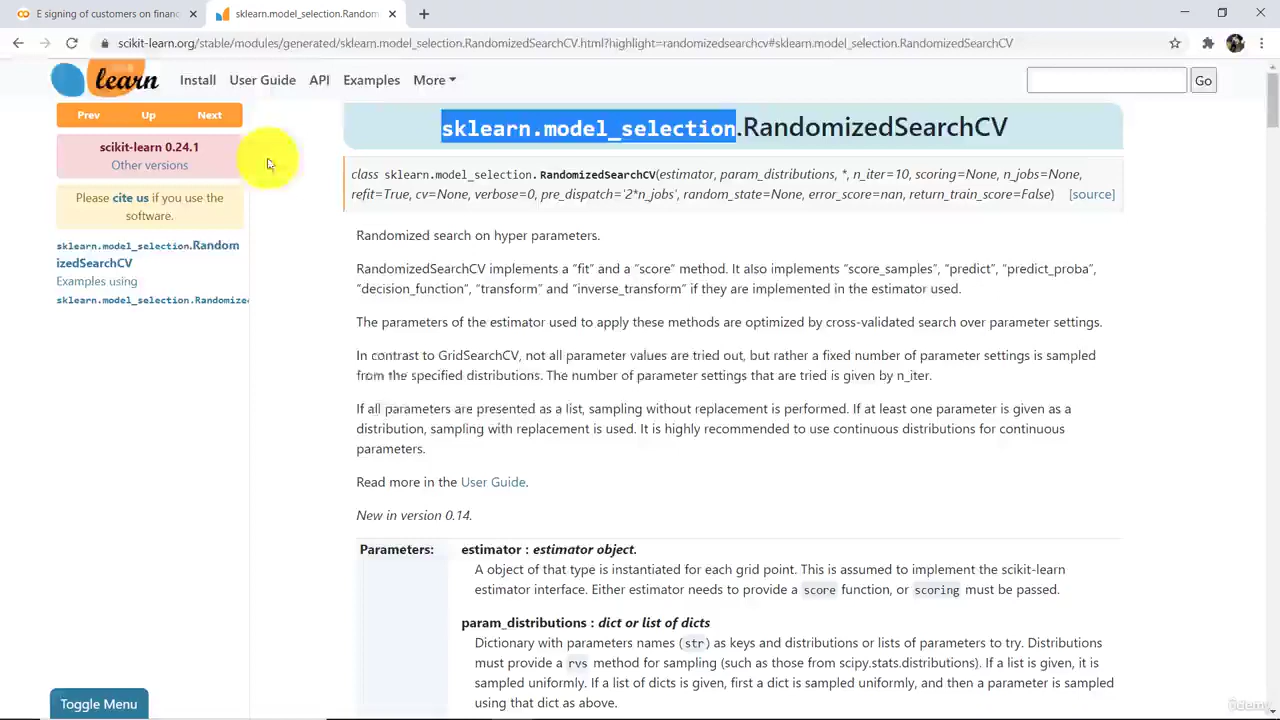 E signing of customers on financ
sklearn.model_selection.Random
scikit-learn.org/stable/modules/generated/sklearn.model_selection.RandomizedSearchCV.html?highlight=randomizedsearchcv#sklearn.model_selection.RandomizedSearchCV
learn
Install
User Guide
API
Examples
More
Go
Prev
Up
Next
scikit-learn 0.24.1
Other versions
Please cite us if you use the
software.
sklearn.model_selection.Random
izedSearchCV
Examples using
sklearn.model_selection.Randomize
sklearn.model_selection.RandomizedSearchCV
class sklearn.model_selection.RandomizedSearchCV(estimator, param_distributions, *, n_iter=10, scoring=None, n_jobs=None,
refit=True, cv=None, verbose=0, pre_dispatch='2*n_jobs', random_state=None, error_score=nan, return_train_score=False) [source]
Randomized search on hyper parameters.
RandomizedSearchCV implements a “fit” and a “score” method. It also implements “score_samples”, “predict”, “predict_proba”,
“decision_function”, “transform” and “inverse_transform” if they are implemented in the estimator used.
The parameters of the estimator used to apply these methods are optimized by cross-validated search over parameter settings.
In contrast to GridSearchCV, not all parameter values are tried out, but rather a fixed number of parameter settings is sampled
from the specified distributions. The number of parameter settings that are tried is given by n_iter.
If all parameters are presented as a list, sampling without replacement is performed. If at least one parameter is given as a
distribution, sampling with replacement is used. It is highly recommended to use continuous distributions for continuous
parameters.
Read more in the User Guide.
New in version 0.14.
Parameters:
estimator : estimator object.
A object of that type is instantiated for each grid point. This is assumed to implement the scikit-learn
estimator interface. Either estimator needs to provide a score function, or scoring must be passed.
param_distributions : dict or list of dicts
Dictionary with parameters names (str) as keys and distributions or lists of parameters to try. Distributions
must provide a rvs method for sampling (such as those from scipy.stats.distributions). If a list is given, it is
sampled uniformly. If a list of dicts is given, first a dict is sampled uniformly, and then a parameter is sampled
using that dict as above.
Toggle Menu
ûdemy